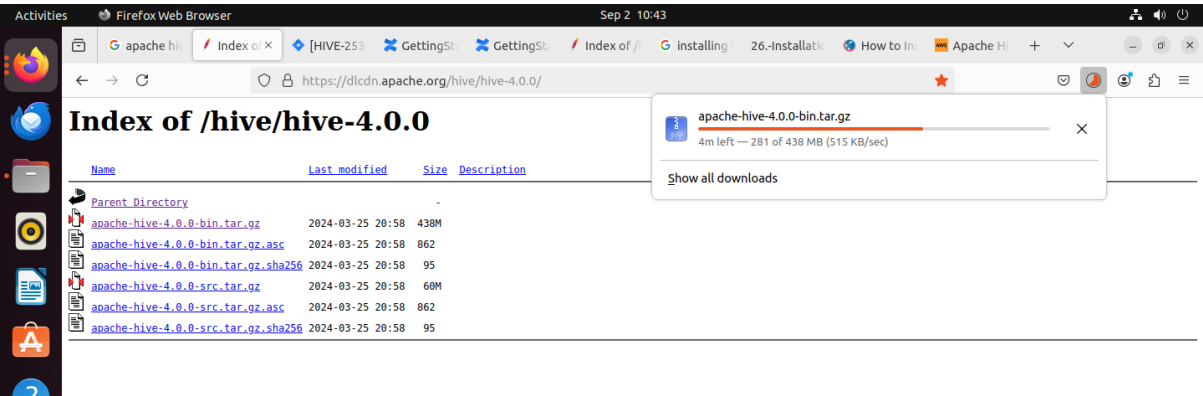 Activities Firefox Web Browser Sep 2 10:43
apache hiv Index of [HIVE-253 GettingSt GettingSt Index of / installing 26.-Installatio How to In Apache Hi
https://dlcdn.apache.org/hive/hive-4.0.0/
Index of /hive/hive-4.0.0
apache-hive-4.0.0-bin.tar.gz
4m left — 281 of 438 MB (515 KB/sec)
Show all downloads
Name Last modified Size Description
Parent Directory -
apache-hive-4.0.0-bin.tar.gz 2024-03-25 20:58 438M
apache-hive-4.0.0-bin.tar.gz.asc 2024-03-25 20:58 862
apache-hive-4.0.0-bin.tar.gz.sha256 2024-03-25 20:58 95
apache-hive-4.0.0-src.tar.gz 2024-03-25 20:58 60M
apache-hive-4.0.0-src.tar.gz.asc 2024-03-25 20:58 862
apache-hive-4.0.0-src.tar.gz.sha256 2024-03-25 20:58 95